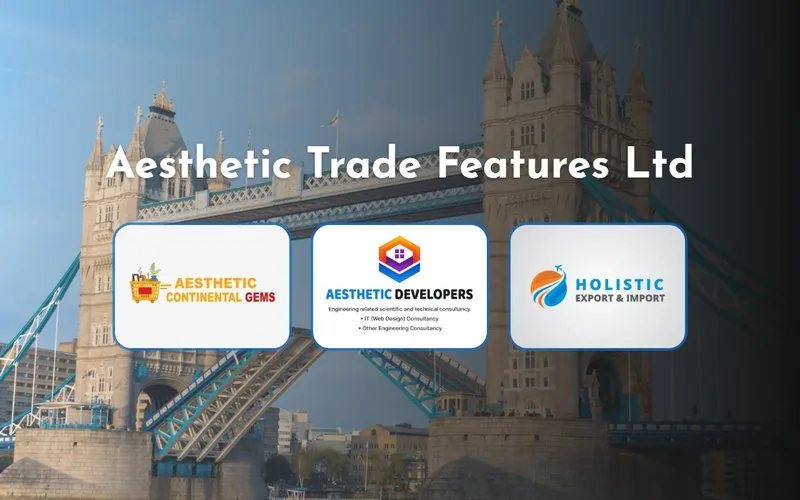 Aesthetic Trade Features Ltd
AESTHETIC
CONTINENTAL GEMS
AESTHETIC DEVELOPERS
Engineering related scientific and technical consultancy
• IT (Web Design) Consultancy
• Other Engineering Consultancy
HOLISTIC
EXPORT & IMPORT